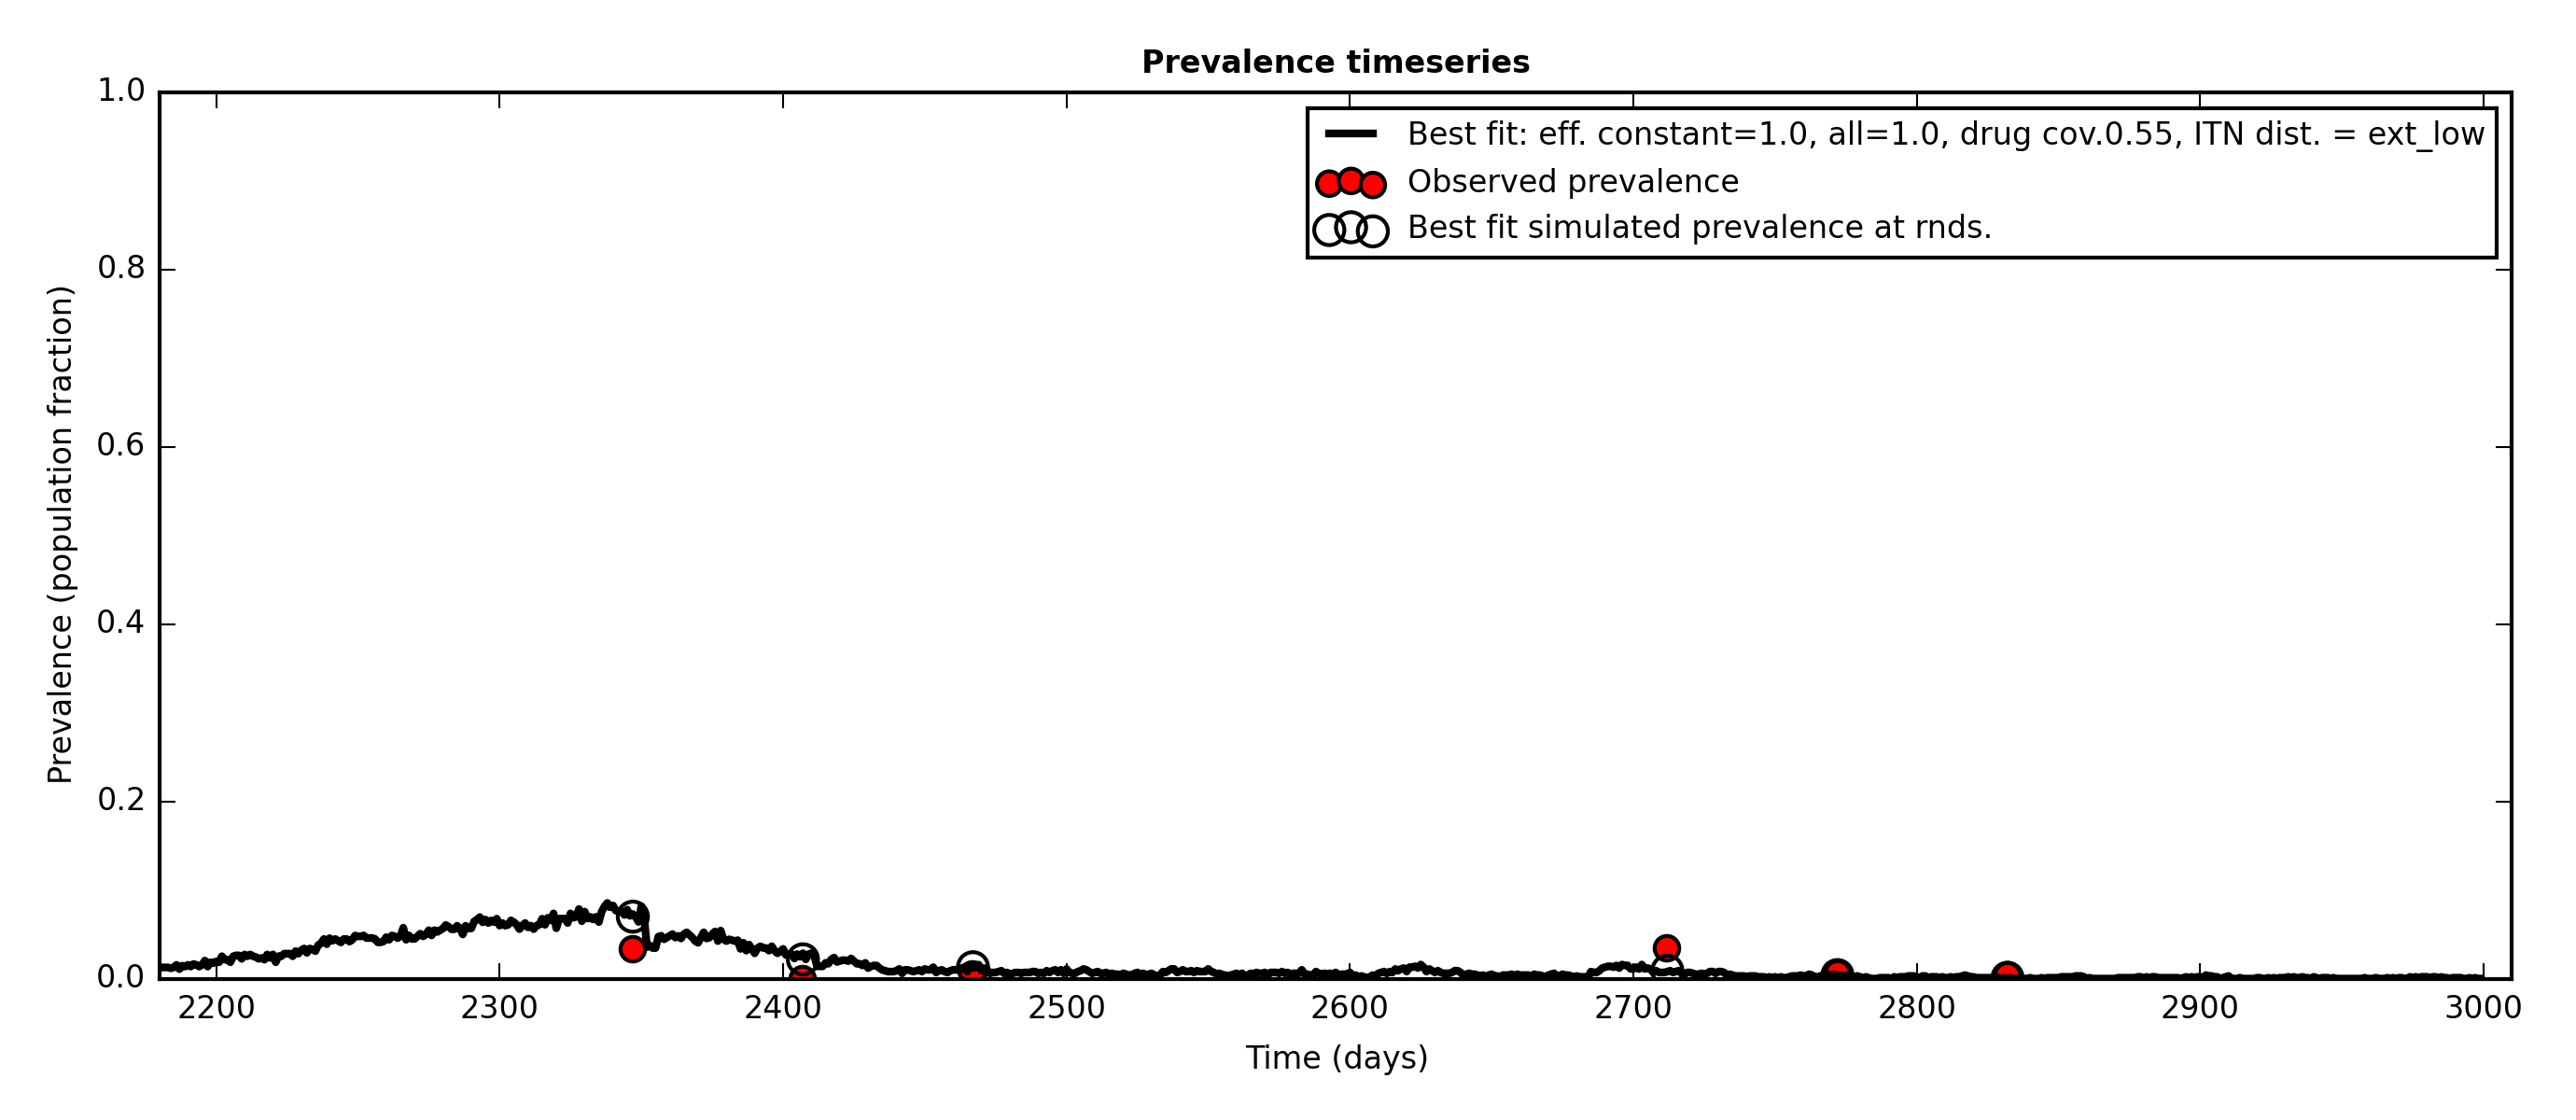 Prevalence timeseries
1.0
0.8
0.6
0.4
0.2
0.0
Prevalence (population fraction)
Best fit: eff. constant=1.0, all=1.0, drug cov.0.55, ITN dist. = ext_low
Observed prevalence
Best fit simulated prevalence at rnds.
2200 2300 2400 2500 2600 2700 2800 2900 3000
Time (days)